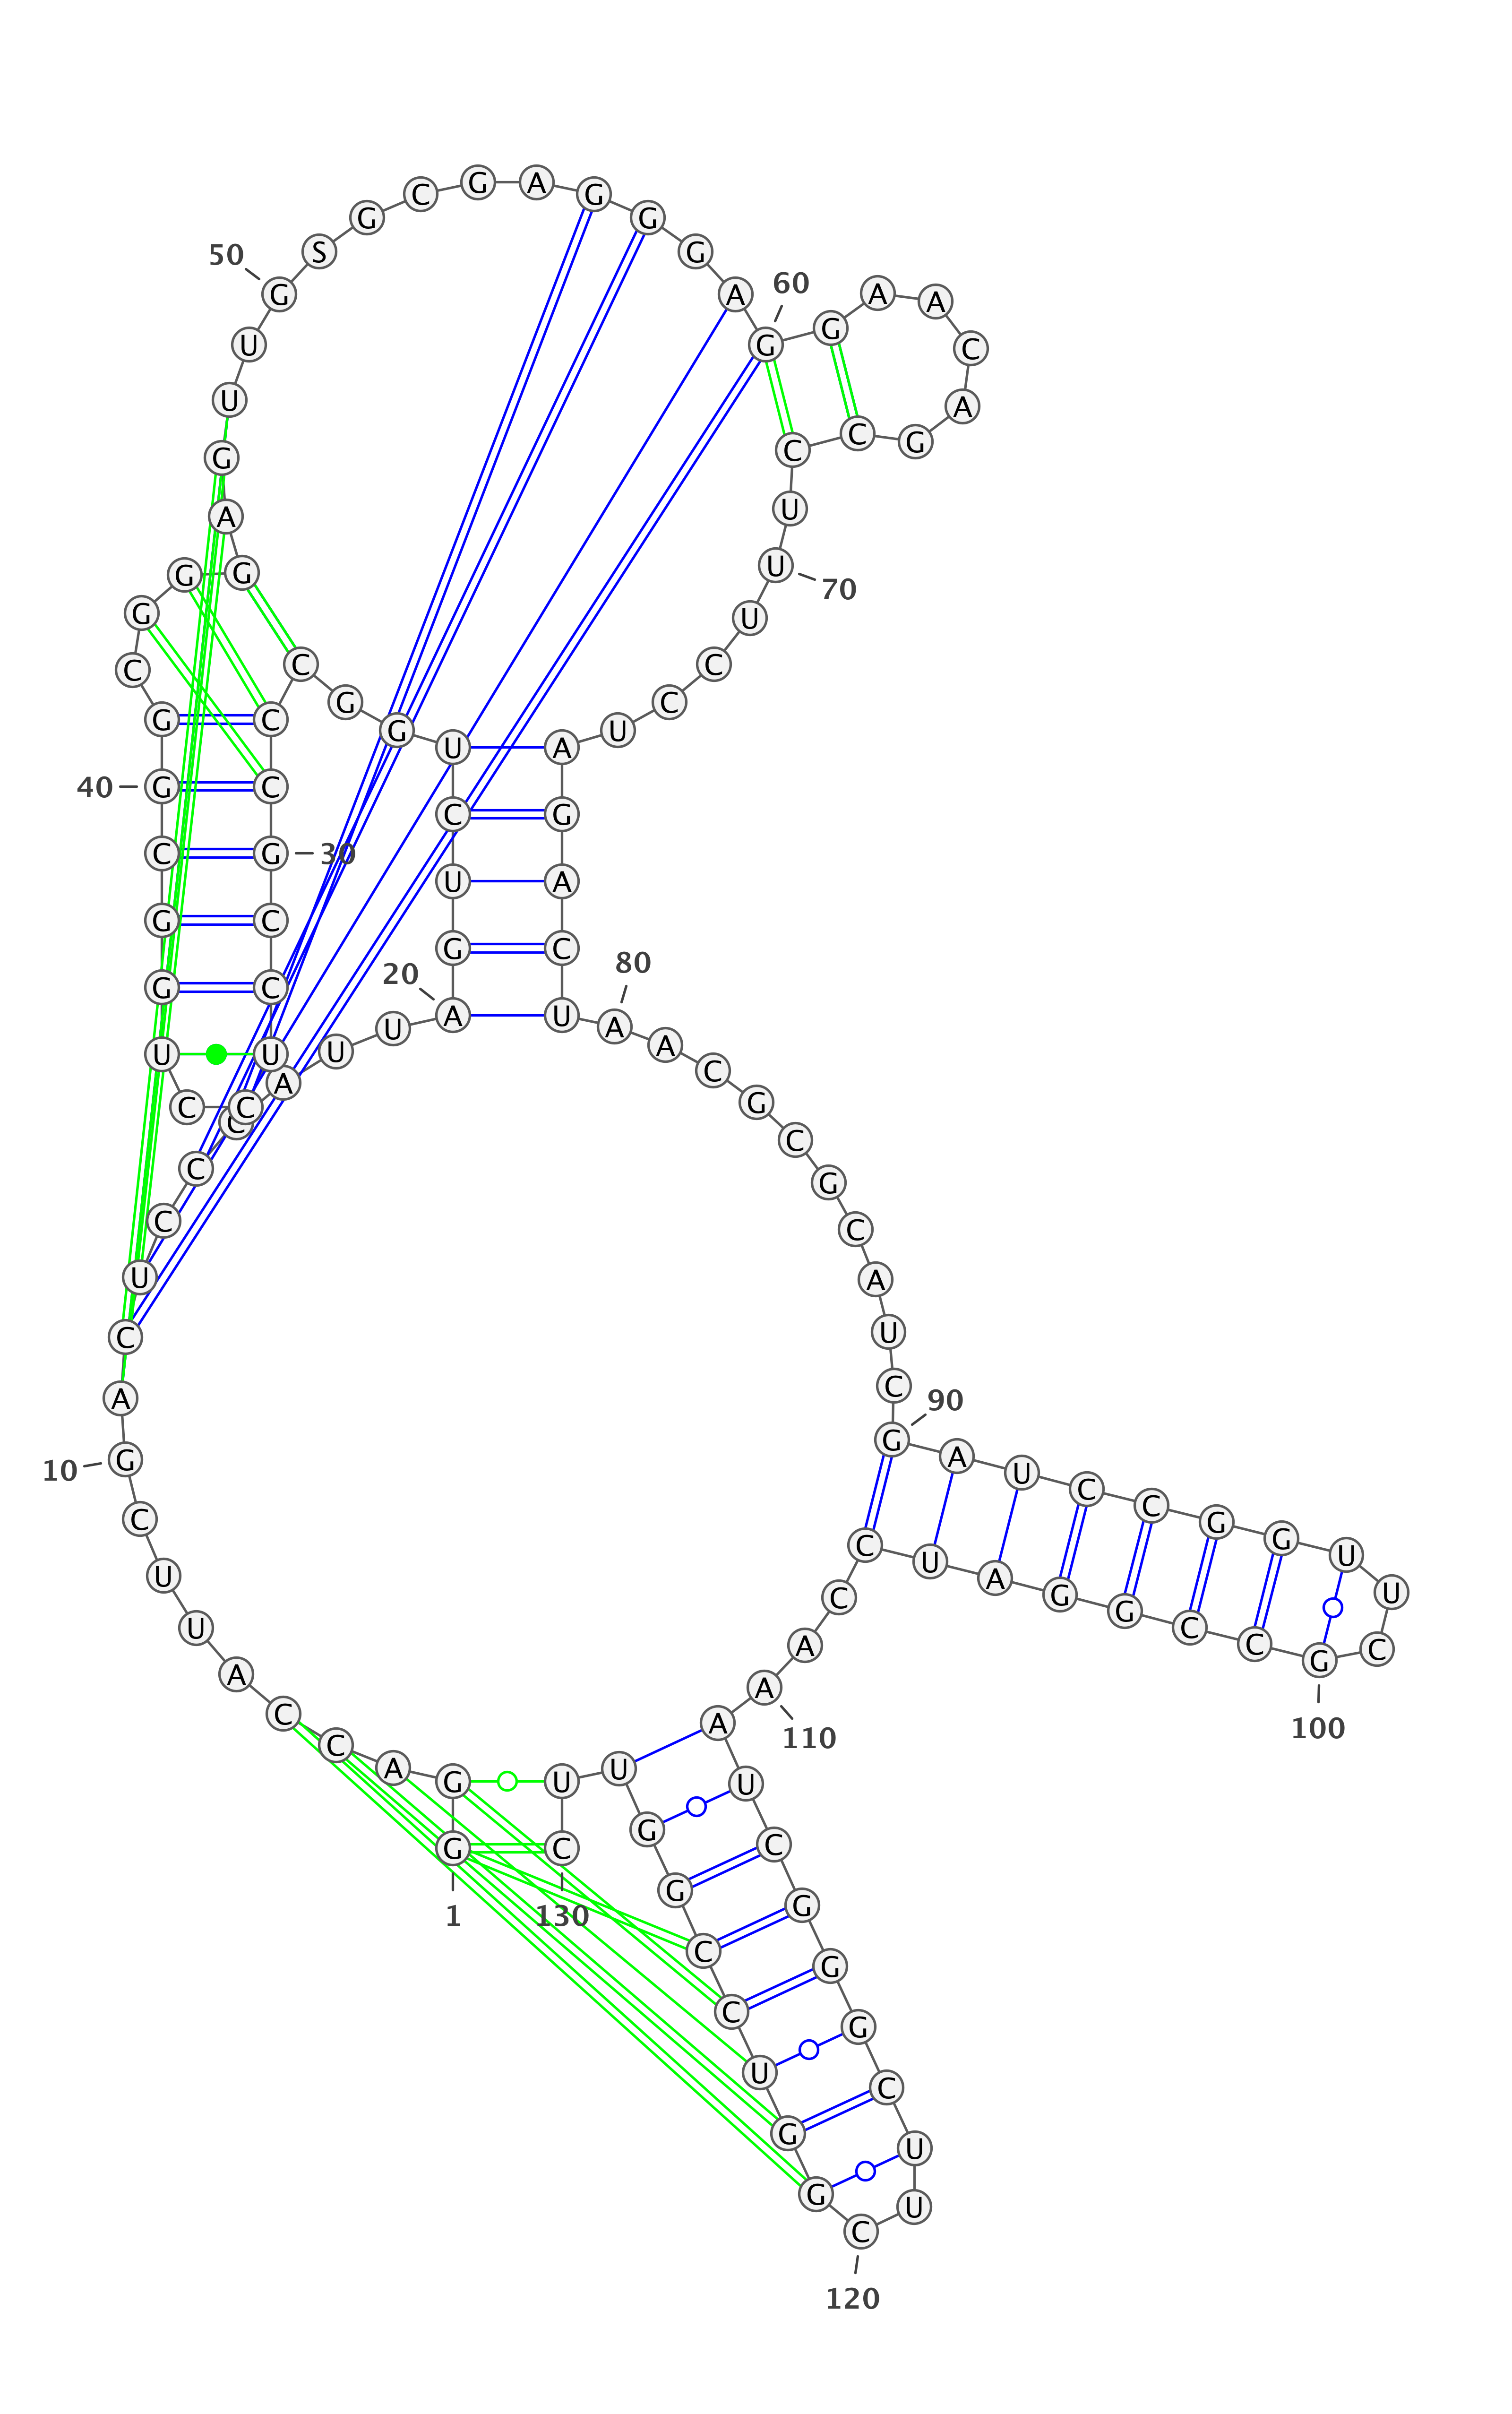 G G A C C A U U C G
1
10
A C U C C C A U U A
20
G U C U G G C C C G
30
C C U C C U G G C G
40
G C G G G A G U U G
50
S G C G A G G G A G
60
G A A C A G C C U U
70
U C C U A G A C U A
80
A C G C G C A U C G
90
A U C C G G U U C G
100
C C G G A U C C A A
110
A U C G G G C U U C
120
G G U C C G G U U C
130